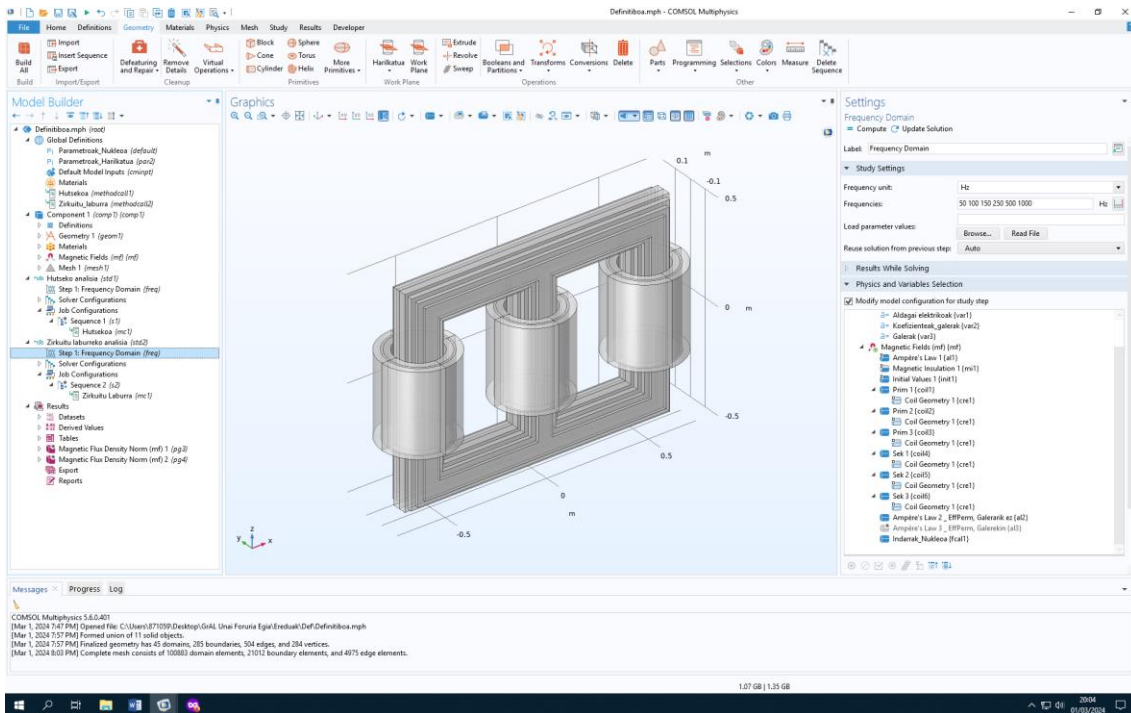 Definitiboa.mph - COMSOL Multiphysics
File Home Definitions Geometry Materials Physics Mesh Study Results Developer
Build All
Import
Insert Sequence
Export
Defeaturing and Repair
Remove Details
Virtual Operations
Block
Cone
Cylinder
Sphere
Torus
Helix
More Primitives
Harilkatua
Work Plane
Extrude
Revolve
Sweep
Booleans and Partitions
Transforms
Conversions
Delete
Parts
Programming
Selections
Colors
Measure
Delete Sequence
Build Import/Export Cleanup Primitives Work Plane Operations Other
Model Builder
Definitiboa.mph (root)
Global Definitions
Pi Parametroak_Nukleoa (default)
Pi Parametroak_Harilkatua (par2)
Default Model Inputs (cminpt)
Materials
Hutsekoa (methodcall1)
Zirkuitu_laburra (methodcall2)
Component 1 (comp1) (comp1)
Definitions
Geometry 1 (geom1)
Materials
Magnetic Fields (mf) (mf)
Mesh 1 (mesh1)
Hutseko analisia (std1)
Step 1: Frequency Domain (freq)
Solver Configurations
Job Configurations
Sequence 1 (s1)
Hutsekoa (mc1)
Zirkuitu laburreko analisia (std2)
Step 1: Frequency Domain (freq)
Solver Configurations
Job Configurations
Sequence 2 (s2)
Zirkuitu Laburra (mc1)
Results
Datasets
Derived Values
Tables
Magnetic Flux Density Norm (mf) 1 (pg3)
Magnetic Flux Density Norm (mf) 2 (pg4)
Export
Reports
Graphics
m
0.1
-0.1
0.5
0 m
-0.5
0.5
0
m
-0.5
z
y x
Settings
Frequency Domain
= Compute Update Solution
Label: Frequency Domain
Study Settings
Frequency unit: Hz
Frequencies: 50 100 150 250 500 1000 Hz
Load parameter values:
Browse... Read File
Reuse solution from previous step: Auto
Results While Solving
Physics and Variables Selection
Modify model configuration for study step
a= Aldagai elektrikoak {var1}
a= Koefizienteak_galerak {var2}
a= Galerak {var3}
Magnetic Fields (mf) {mf}
Ampère's Law 1 {al1}
Magnetic Insulation 1 {mi1}
Initial Values 1 {init1}
Prim 1 {coil1}
Coil Geometry 1 {cre1}
Prim 2 {coil2}
Coil Geometry 1 {cre1}
Prim 3 {coil3}
Coil Geometry 1 {cre1}
Sek 1 {coil4}
Coil Geometry 1 {cre1}
Sek 2 {coil5}
Coil Geometry 1 {cre1}
Sek 3 {coil6}
Coil Geometry 1 {cre1}
Ampère's Law 2 _ EffPerm, Galerarik ez {al2}
Ampère's Law 3 _ EffPerm, Galerekin {al3}
Indarrak_Nukleoa {fcal1}
Messages Progress Log
COMSOL Multiphysics 5.6.0.401
[Mar 1, 2024 7:47 PM] Opened file: C:\Users\871059\Desktop\GrAL Unai Foruria Egia\Ereduak\Def\Definitiboa.mph
[Mar 1, 2024 7:57 PM] Formed union of 11 solid objects.
[Mar 1, 2024 7:57 PM] Finalized geometry has 45 domains, 285 boundaries, 504 edges, and 284 vertices.
[Mar 1, 2024 8:03 PM] Complete mesh consists of 100883 domain elements, 21012 boundary elements, and 4975 edge elements.
1.07 GB | 1.35 GB
20:04
01/03/2024